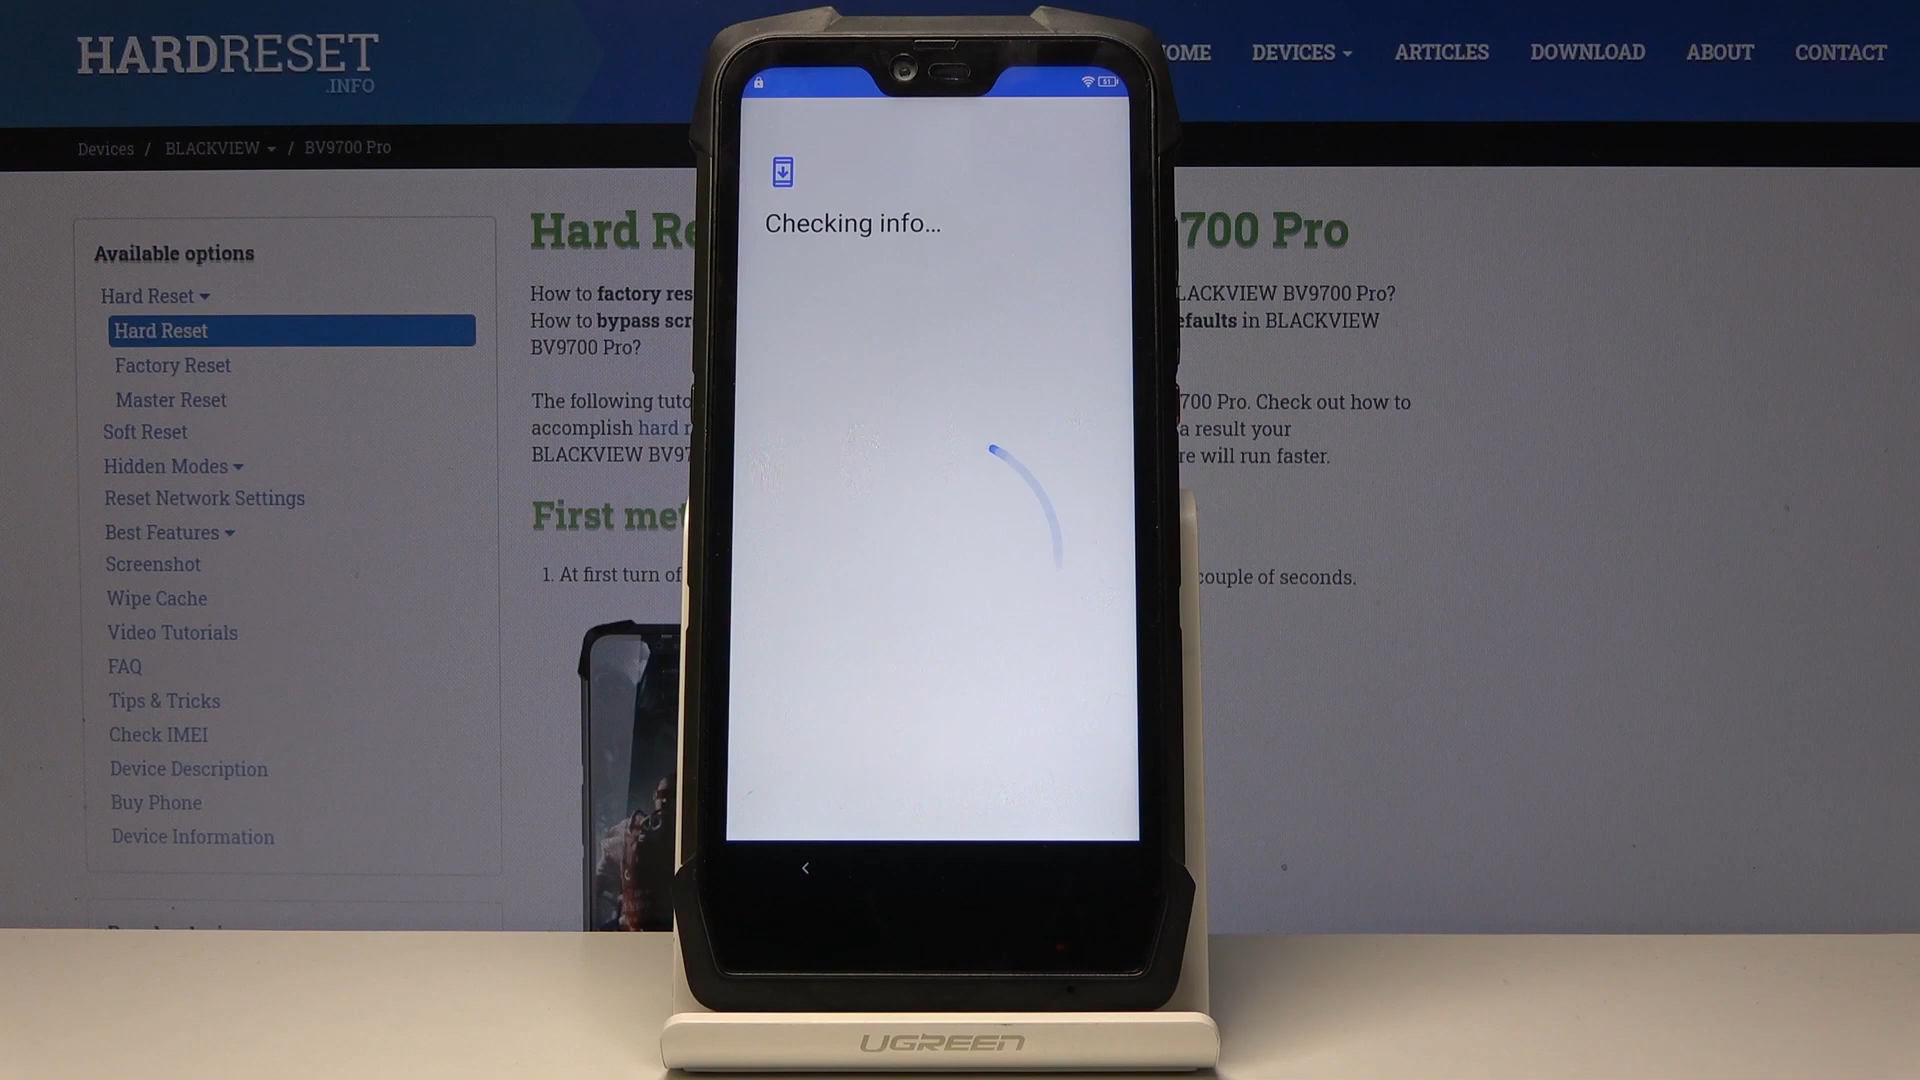 HARDRESET
.INFO
OME DEVICES ARTICLES DOWNLOAD ABOUT CONTACT
Devices / BLACKVIEW / BV9700 Pro
Available options
Hard Reset
Hard Reset
Factory Reset
Master Reset
Soft Reset
Hidden Modes
Reset Network Settings
Best Features
Screenshot
Wipe Cache
Video Tutorials
FAQ
Tips & Tricks
Check IMEI
Device Description
Buy Phone
Device Information
Hard Re 700 Pro
How to factory res LACKVIEW BV9700 Pro?
How to bypass scr efaults in BLACKVIEW
BV9700 Pro?
The following tuto 700 Pro. Check out how to
accomplish hard r a result your
BLACKVIEW BV97 re will run faster.
First met
1. At first turn of couple of seconds.
51
Checking info...
UGREEN